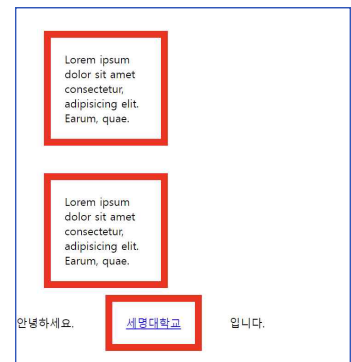 Lorem ipsum
dolor sit amet
consectetur,
adipisicing elit.
Earum, quae.
Lorem ipsum
dolor sit amet
consectetur,
adipisicing elit.
Earum, quae.
안녕하세요. 세명대학교 입니다.